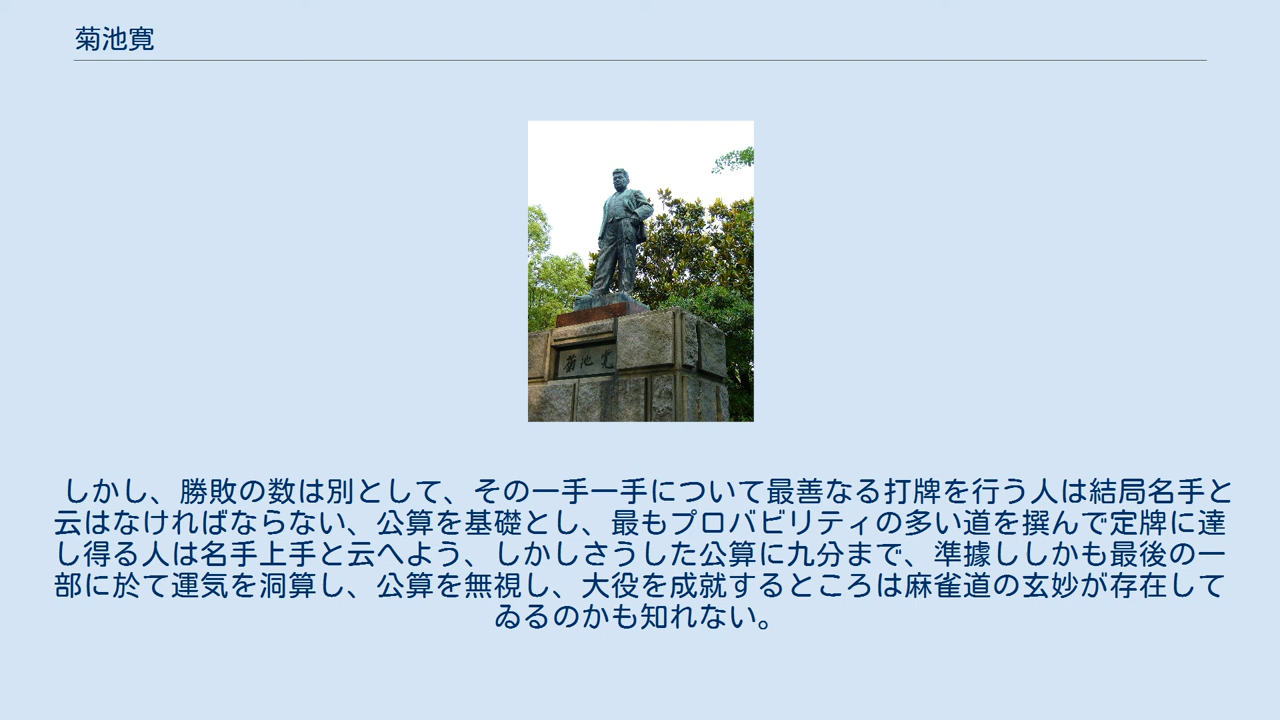 菊池寛
菊池寛
しかし、勝敗の数は別として、その一手一手について最善なる打牌を行う人は結局名手と
云はなければならない、公算を基礎とし、最もプロバビリティの多い道を撰んで定牌に達
し得る人は名手上手と云へよう、しかしさうした公算に九分まで、準據ししかも最後の一
部に於て運気を洞算し、公算を無視し、大役を成就するところは麻雀道の玄妙が存在して
ゐるのかも知れない。